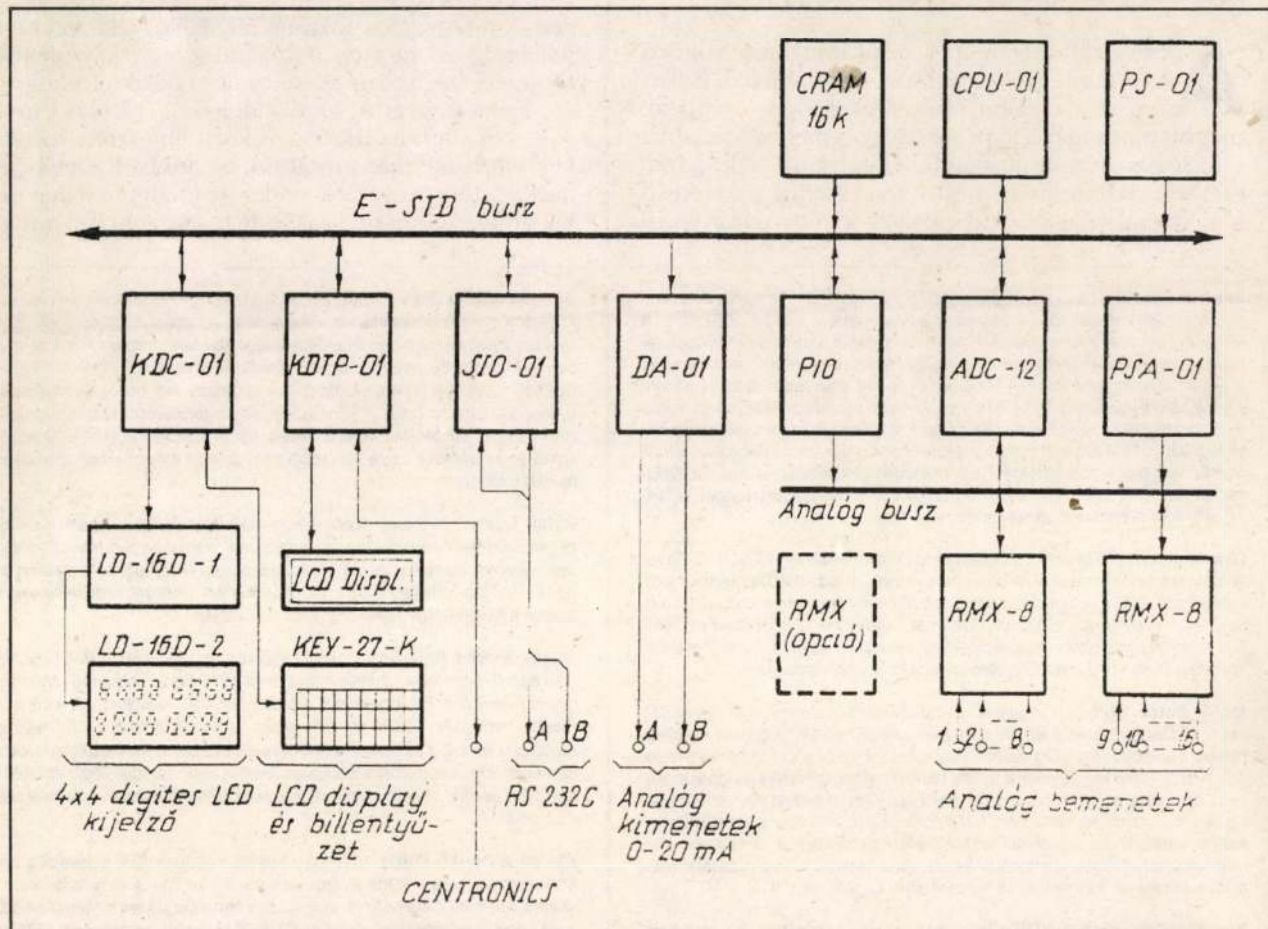 CRAM
16k
CPU-01
PS-01
E-STD busz
KDC-01
KDTP-01
SIO-01
DA-01
PIO
ADC-12
PSA-01
Analóg busz
LD-16D-1
LCD Displ.
RMX
(opció)
RMX-8
RMX-8
LD-16D-2
KEY-27-K
A
B
A
B
1
2
8
9
10
16
4x4 digites LED
kijelző
LCD display
és billentyű-
zet
RS 232C
Analóg
kimenetek
0-20 mA
Analóg bemenetek
CENTRONICS